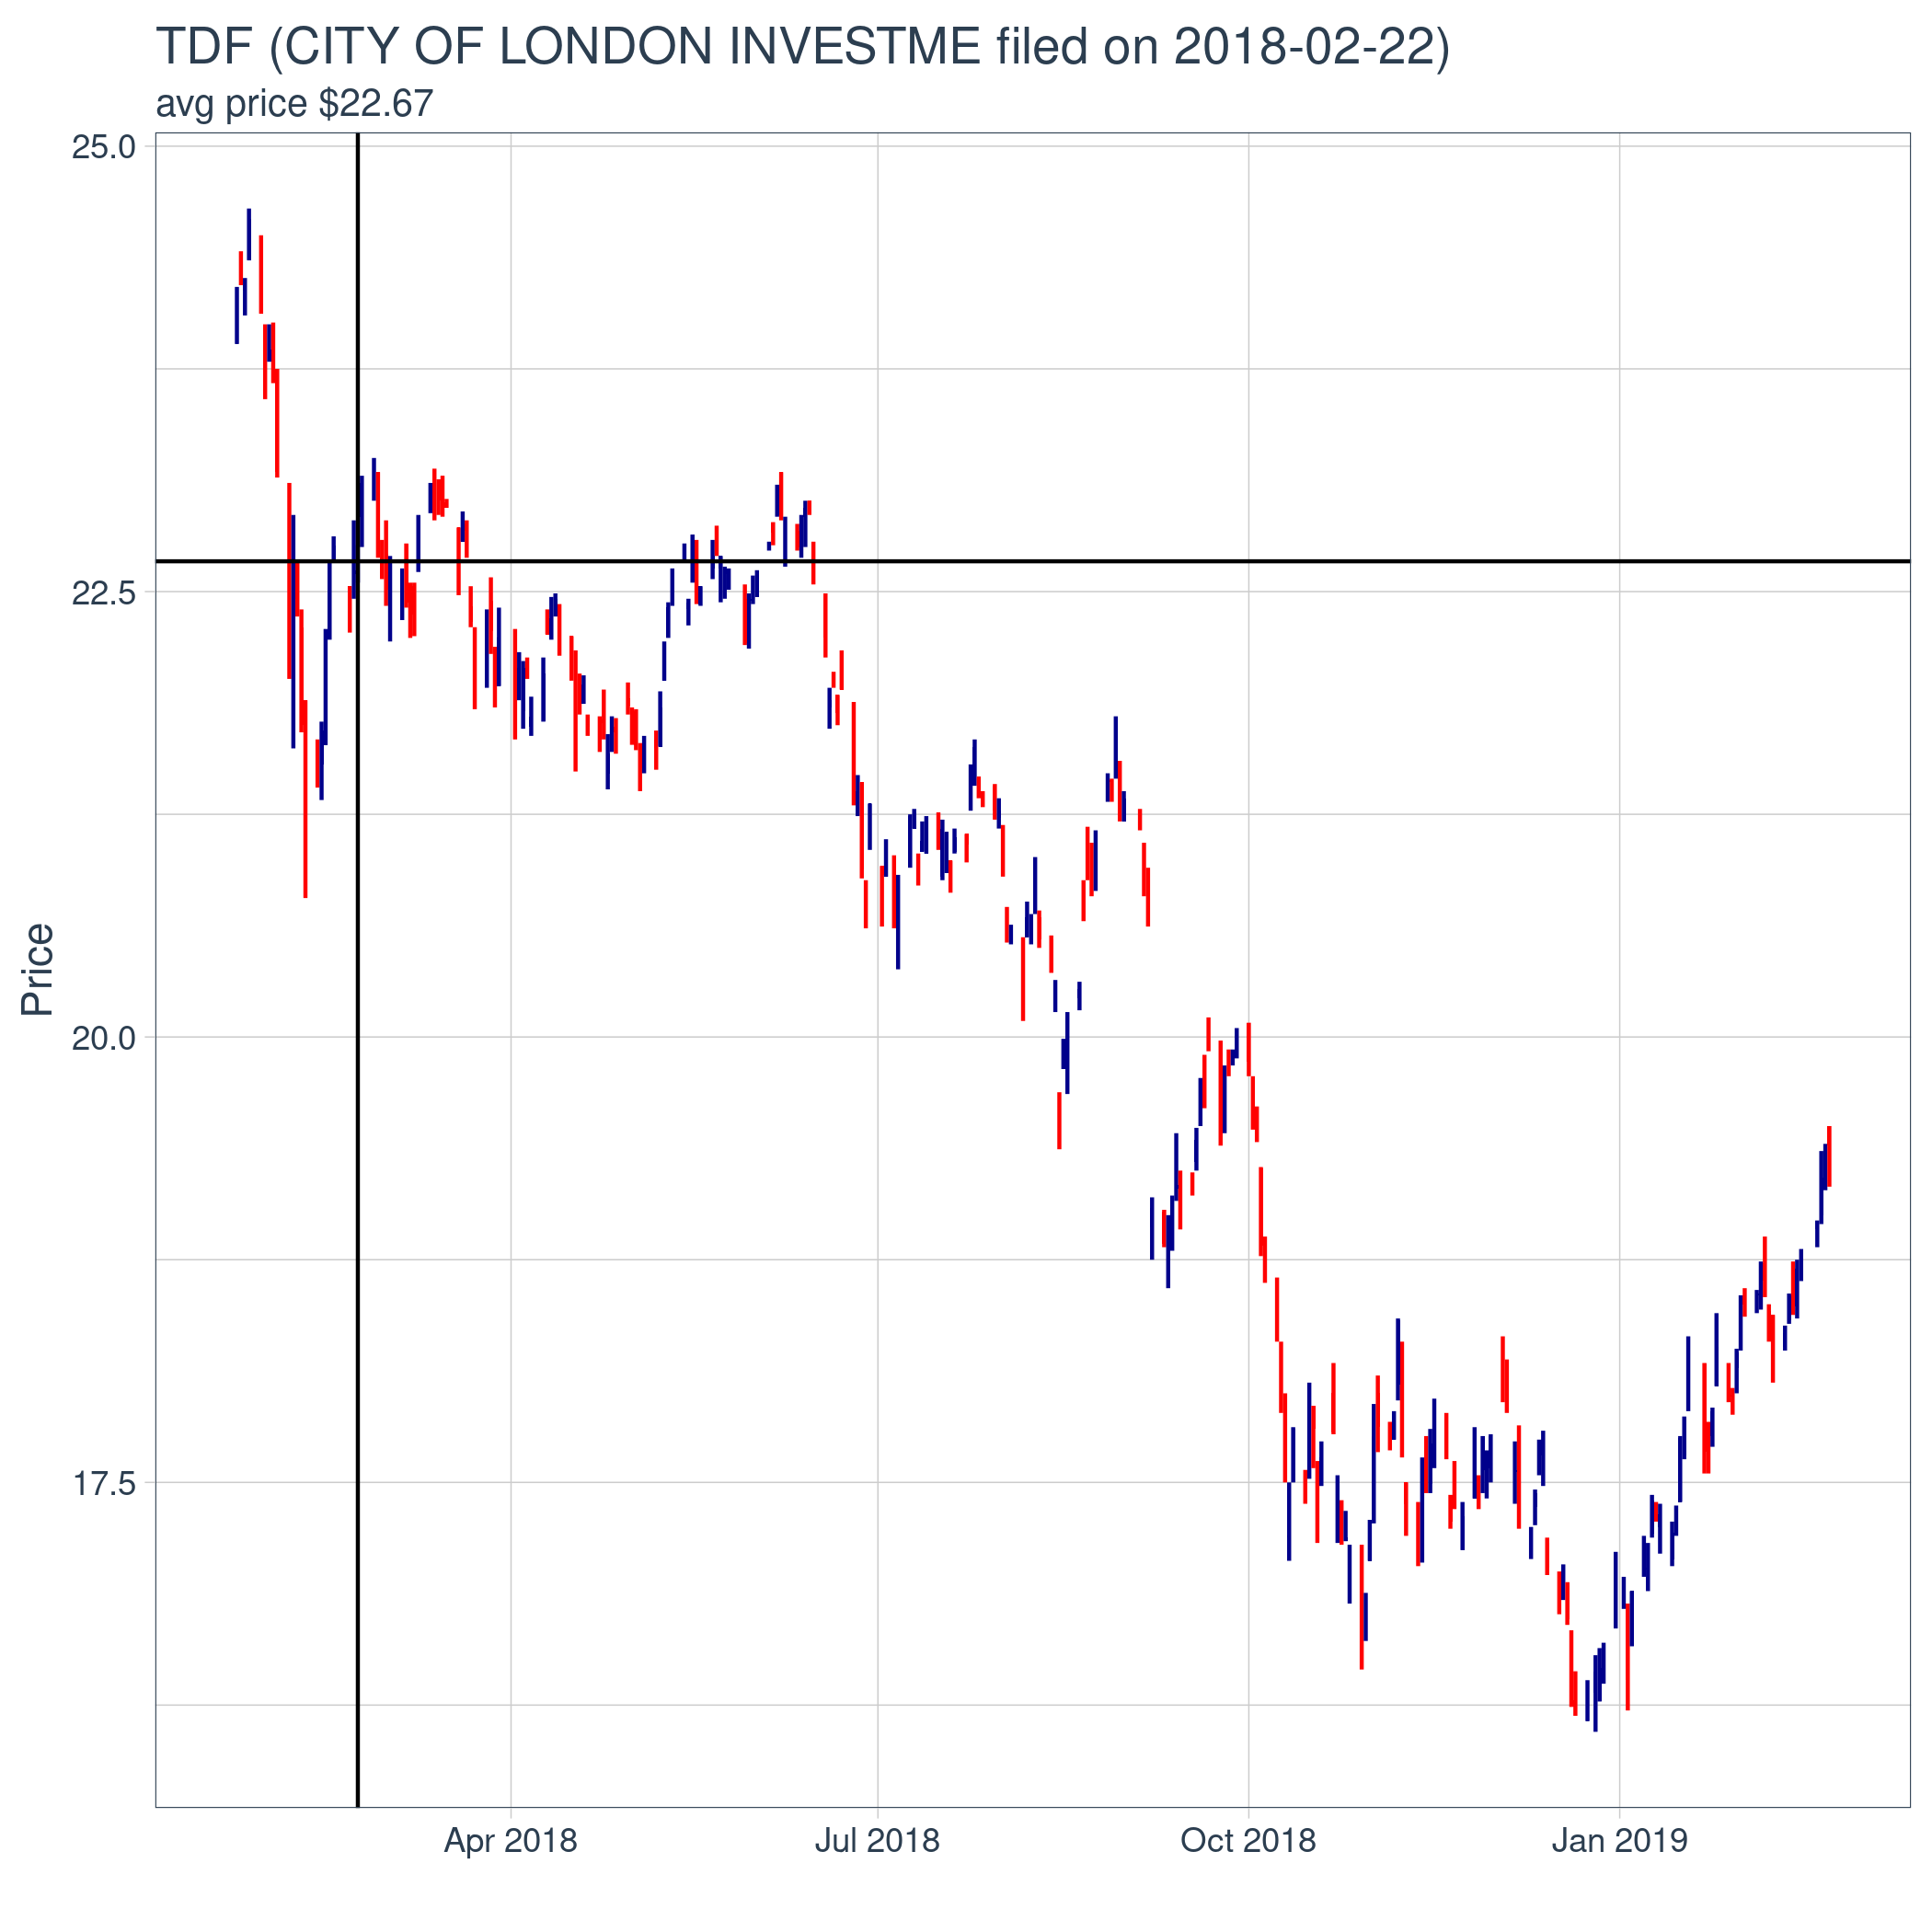 TDF (CITY OF LONDON INVESTME filed on 2018-02-22)
avg price $22.67
25.0
22.5
20.0
17.5
Price
Apr 2018
Jul 2018
Oct 2018
Jan 2019